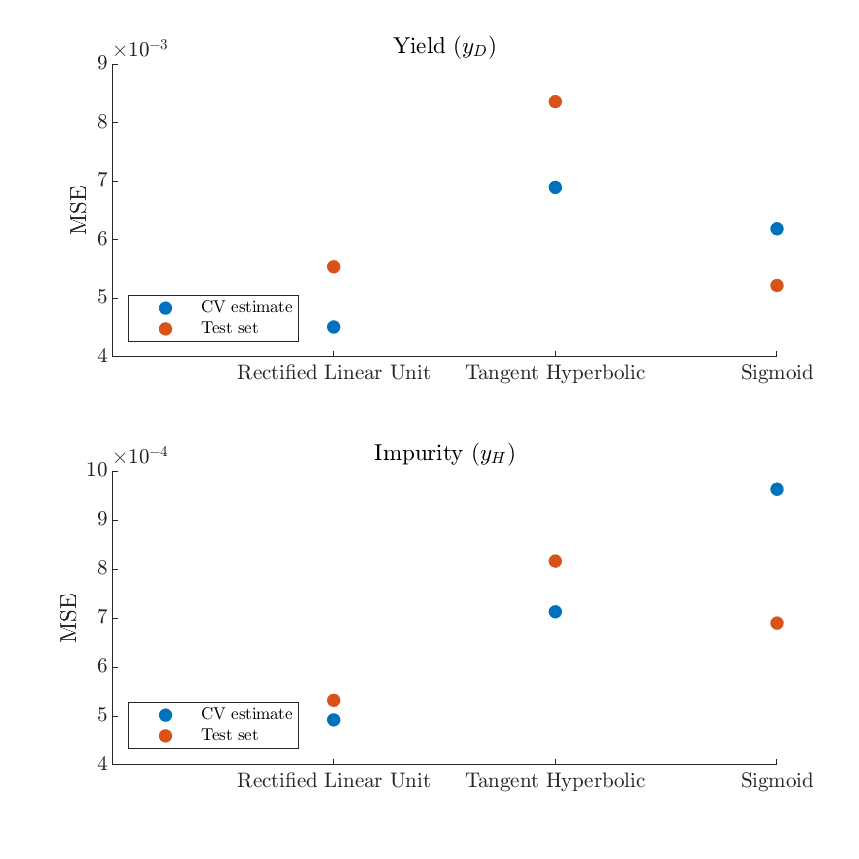 ×10⁻³
Yield (y_D)
9
8
7
6
5
4
MSE
CV estimate
Test set
Rectified Linear Unit Tangent Hyperbolic Sigmoid
×10⁻⁴
Impurity (y_H)
10
9
8
7
6
5
4
MSE
CV estimate
Test set
Rectified Linear Unit Tangent Hyperbolic Sigmoid